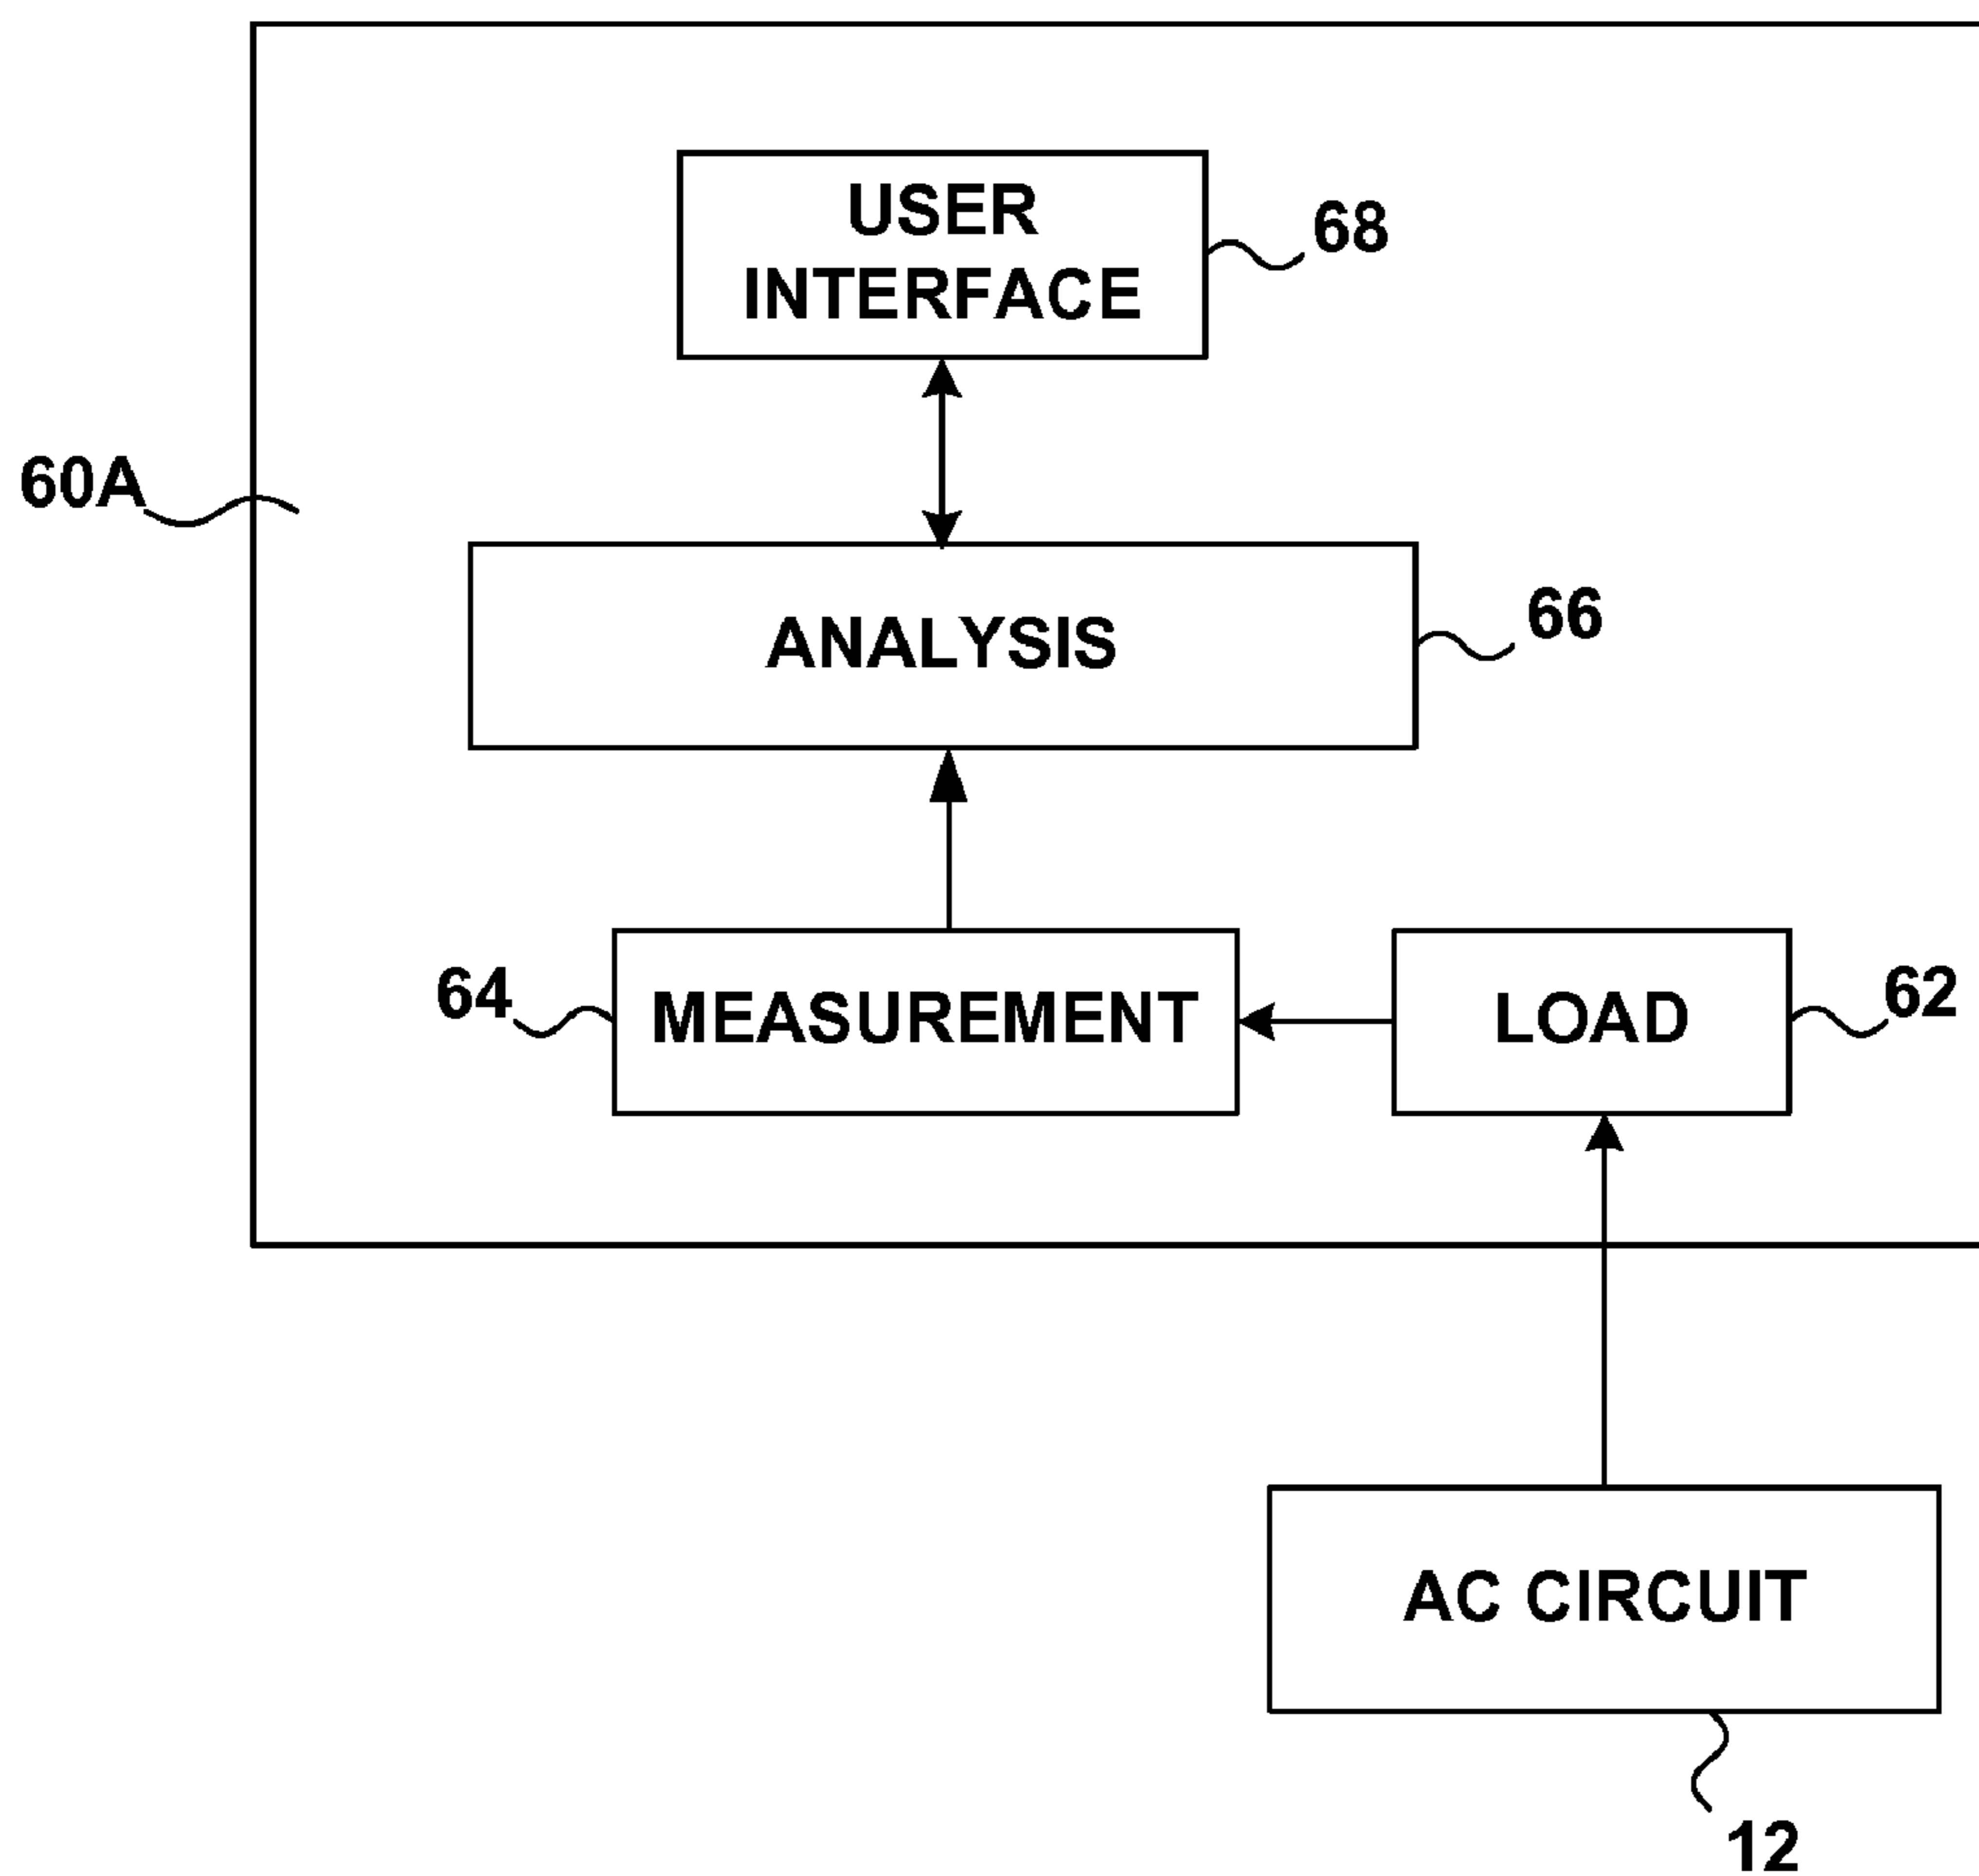 USER
INTERFACE
68
60A
ANALYSIS
66
64
MEASUREMENT
LOAD
62
AC CIRCUIT
12